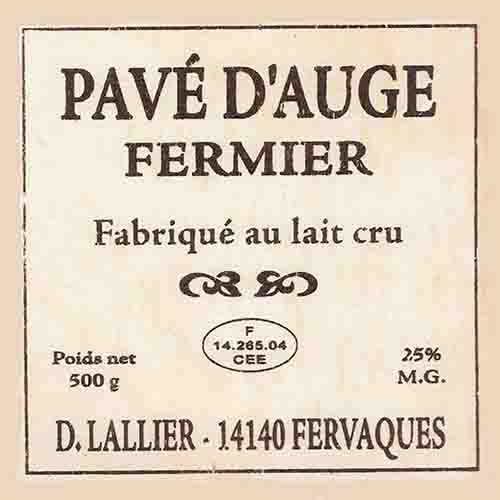 PAVÉ D'AUGE
FERMIER
Fabriqué au lait cru
F
14.265.04
CEE
Poids net
500 g
25%
M.G.
D. LALLIER - 14140 FERVAQUES